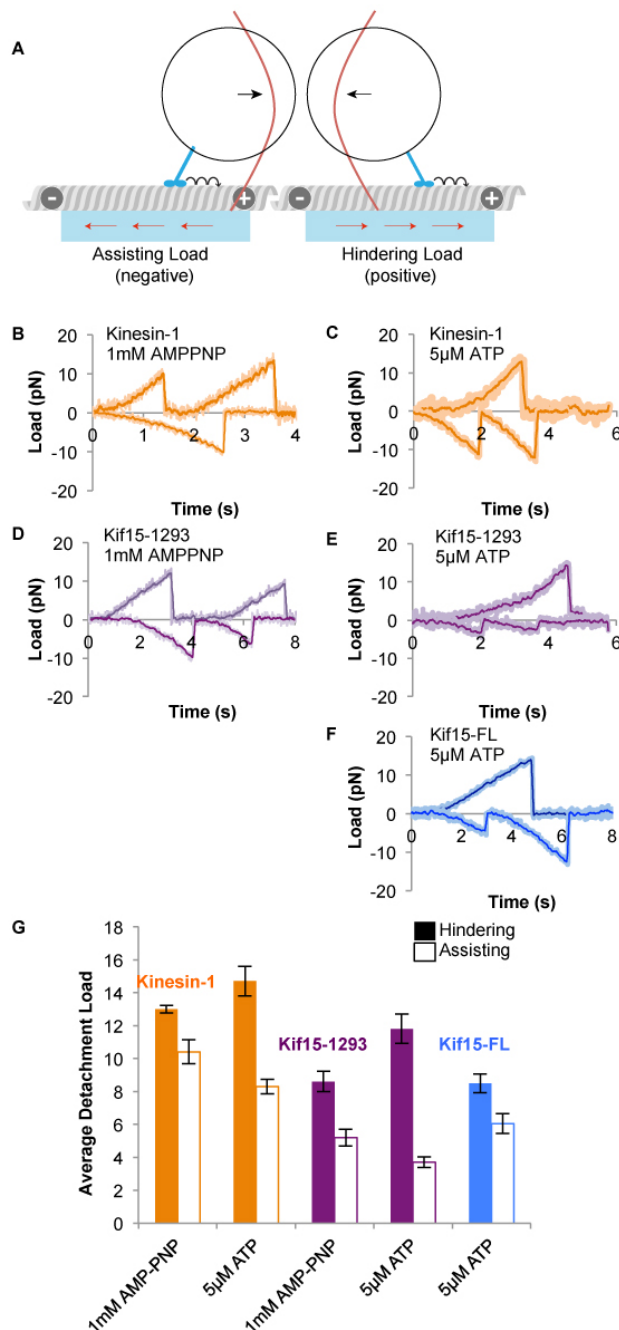 A
-
+
-
+
Assisting Load
(negative)
Hindering Load
(positive)
B
Kinesin-1
1mM AMPPNP
Load (pN)
20
10
0
-10
-20
0
1
2
3
4
Time (s)
C
Kinesin-1
5µM ATP
Load (pN)
20
10
0
-10
-20
0
2
4
6
Time (s)
D
Kif15-1293
1mM AMPPNP
Load (pN)
20
10
0
-10
-20
0
2
4
6
8
Time (s)
E
Kif15-1293
5µM ATP
Load (pN)
20
10
0
-10
-20
0
2
4
6
Time (s)
F
Kif15-FL
5µM ATP
Load (pN)
20
10
0
-10
-20
0
2
4
6
8
Time (s)
G
Hindering
Assisting
Average Detachment Load
18
16
14
12
10
8
6
4
2
0
Kinesin-1
Kif15-1293
Kif15-FL
1mM AMP-PNP
5µM ATP
1mM AMP-PNP
5µM ATP
5µM ATP